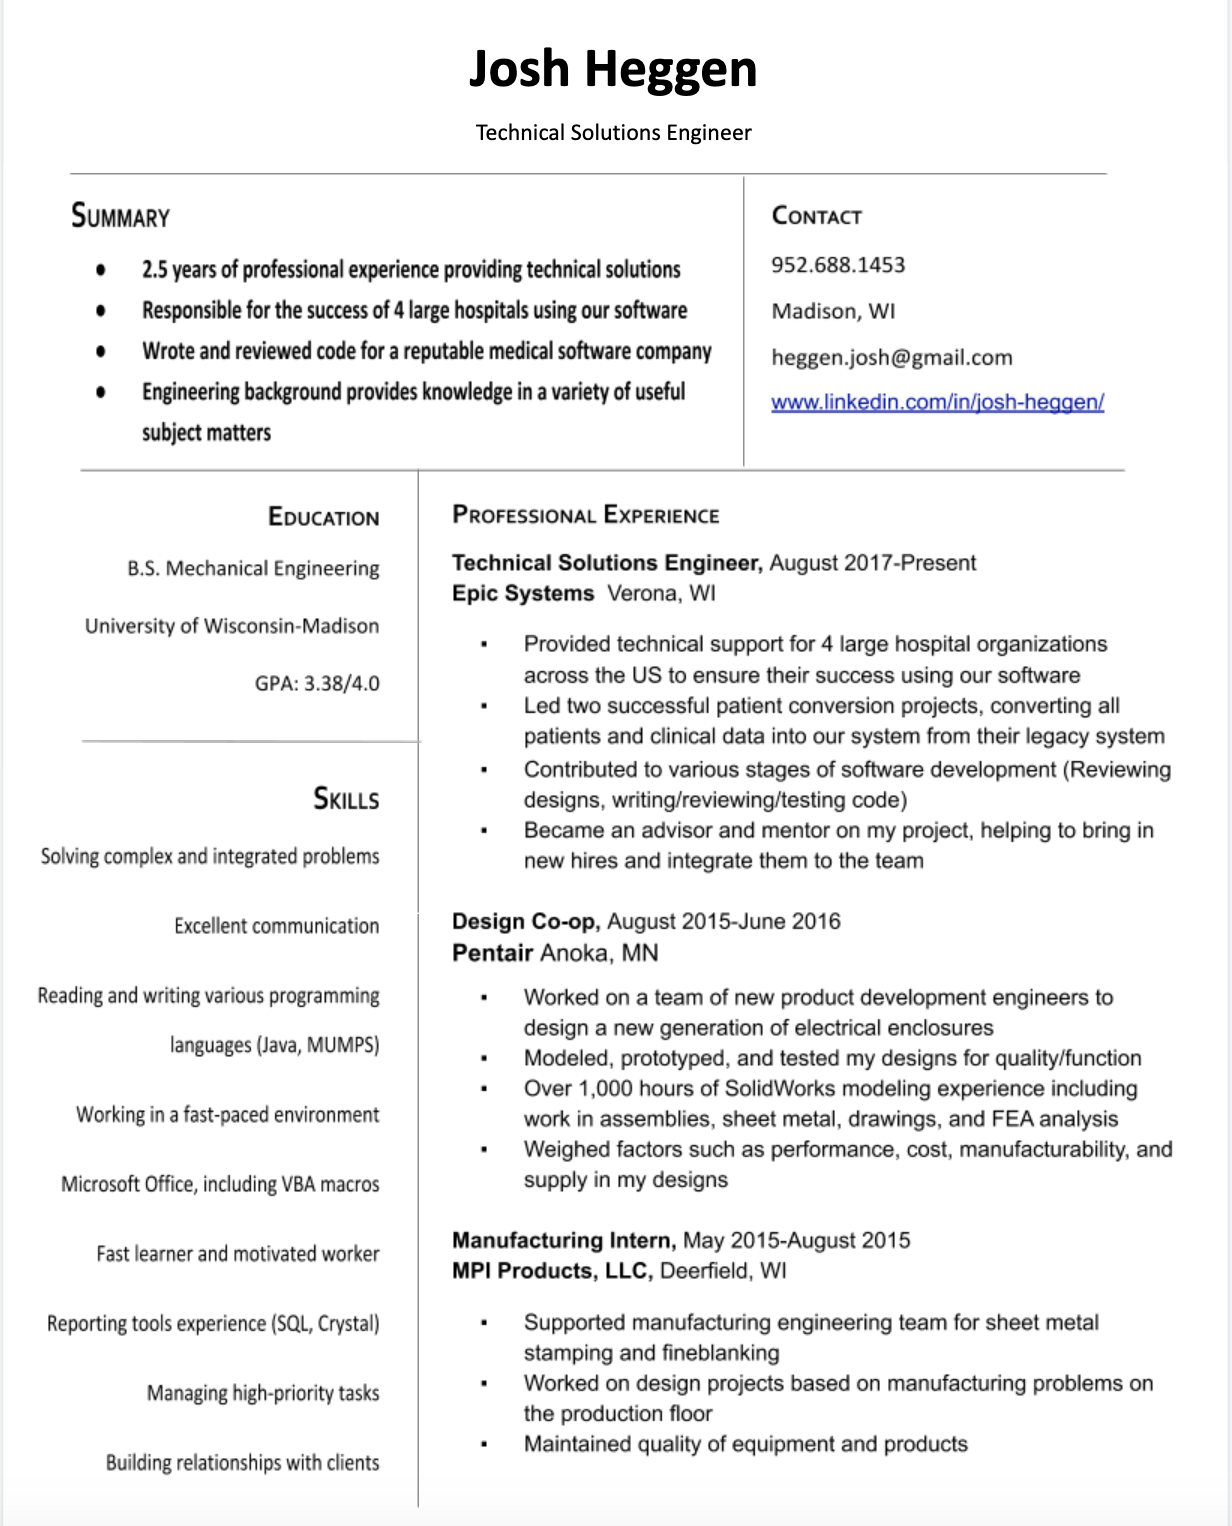 Josh Heggen
Technical Solutions Engineer
SUMMARY
● 2.5 years of professional experience providing technical solutions
● Responsible for the success of 4 large hospitals using our software
● Wrote and reviewed code for a reputable medical software company
● Engineering background provides knowledge in a variety of useful
subject matters
CONTACT
952.688.1453
Madison, WI
heggen.josh@gmail.com
www.linkedin.com/in/josh-heggen/
EDUCATION
B.S. Mechanical Engineering
University of Wisconsin-Madison
GPA: 3.38/4.0
SKILLS
Solving complex and integrated problems
Excellent communication
Reading and writing various programming
languages (Java, MUMPS)
Working in a fast-paced environment
Microsoft Office, including VBA macros
Fast learner and motivated worker
Reporting tools experience (SQL, Crystal)
Managing high-priority tasks
Building relationships with clients
PROFESSIONAL EXPERIENCE
Technical Solutions Engineer, August 2017-Present
Epic Systems Verona, WI
▪ Provided technical support for 4 large hospital organizations
across the US to ensure their success using our software
▪ Led two successful patient conversion projects, converting all
patients and clinical data into our system from their legacy system
▪ Contributed to various stages of software development (Reviewing
designs, writing/reviewing/testing code)
▪ Became an advisor and mentor on my project, helping to bring in
new hires and integrate them to the team
Design Co-op, August 2015-June 2016
Pentair Anoka, MN
▪ Worked on a team of new product development engineers to
design a new generation of electrical enclosures
▪ Modeled, prototyped, and tested my designs for quality/function
▪ Over 1,000 hours of SolidWorks modeling experience including
work in assemblies, sheet metal, drawings, and FEA analysis
▪ Weighed factors such as performance, cost, manufacturability, and
supply in my designs
Manufacturing Intern, May 2015-August 2015
MPI Products, LLC, Deerfield, WI
▪ Supported manufacturing engineering team for sheet metal
stamping and fineblanking
▪ Worked on design projects based on manufacturing problems on
the production floor
▪ Maintained quality of equipment and products